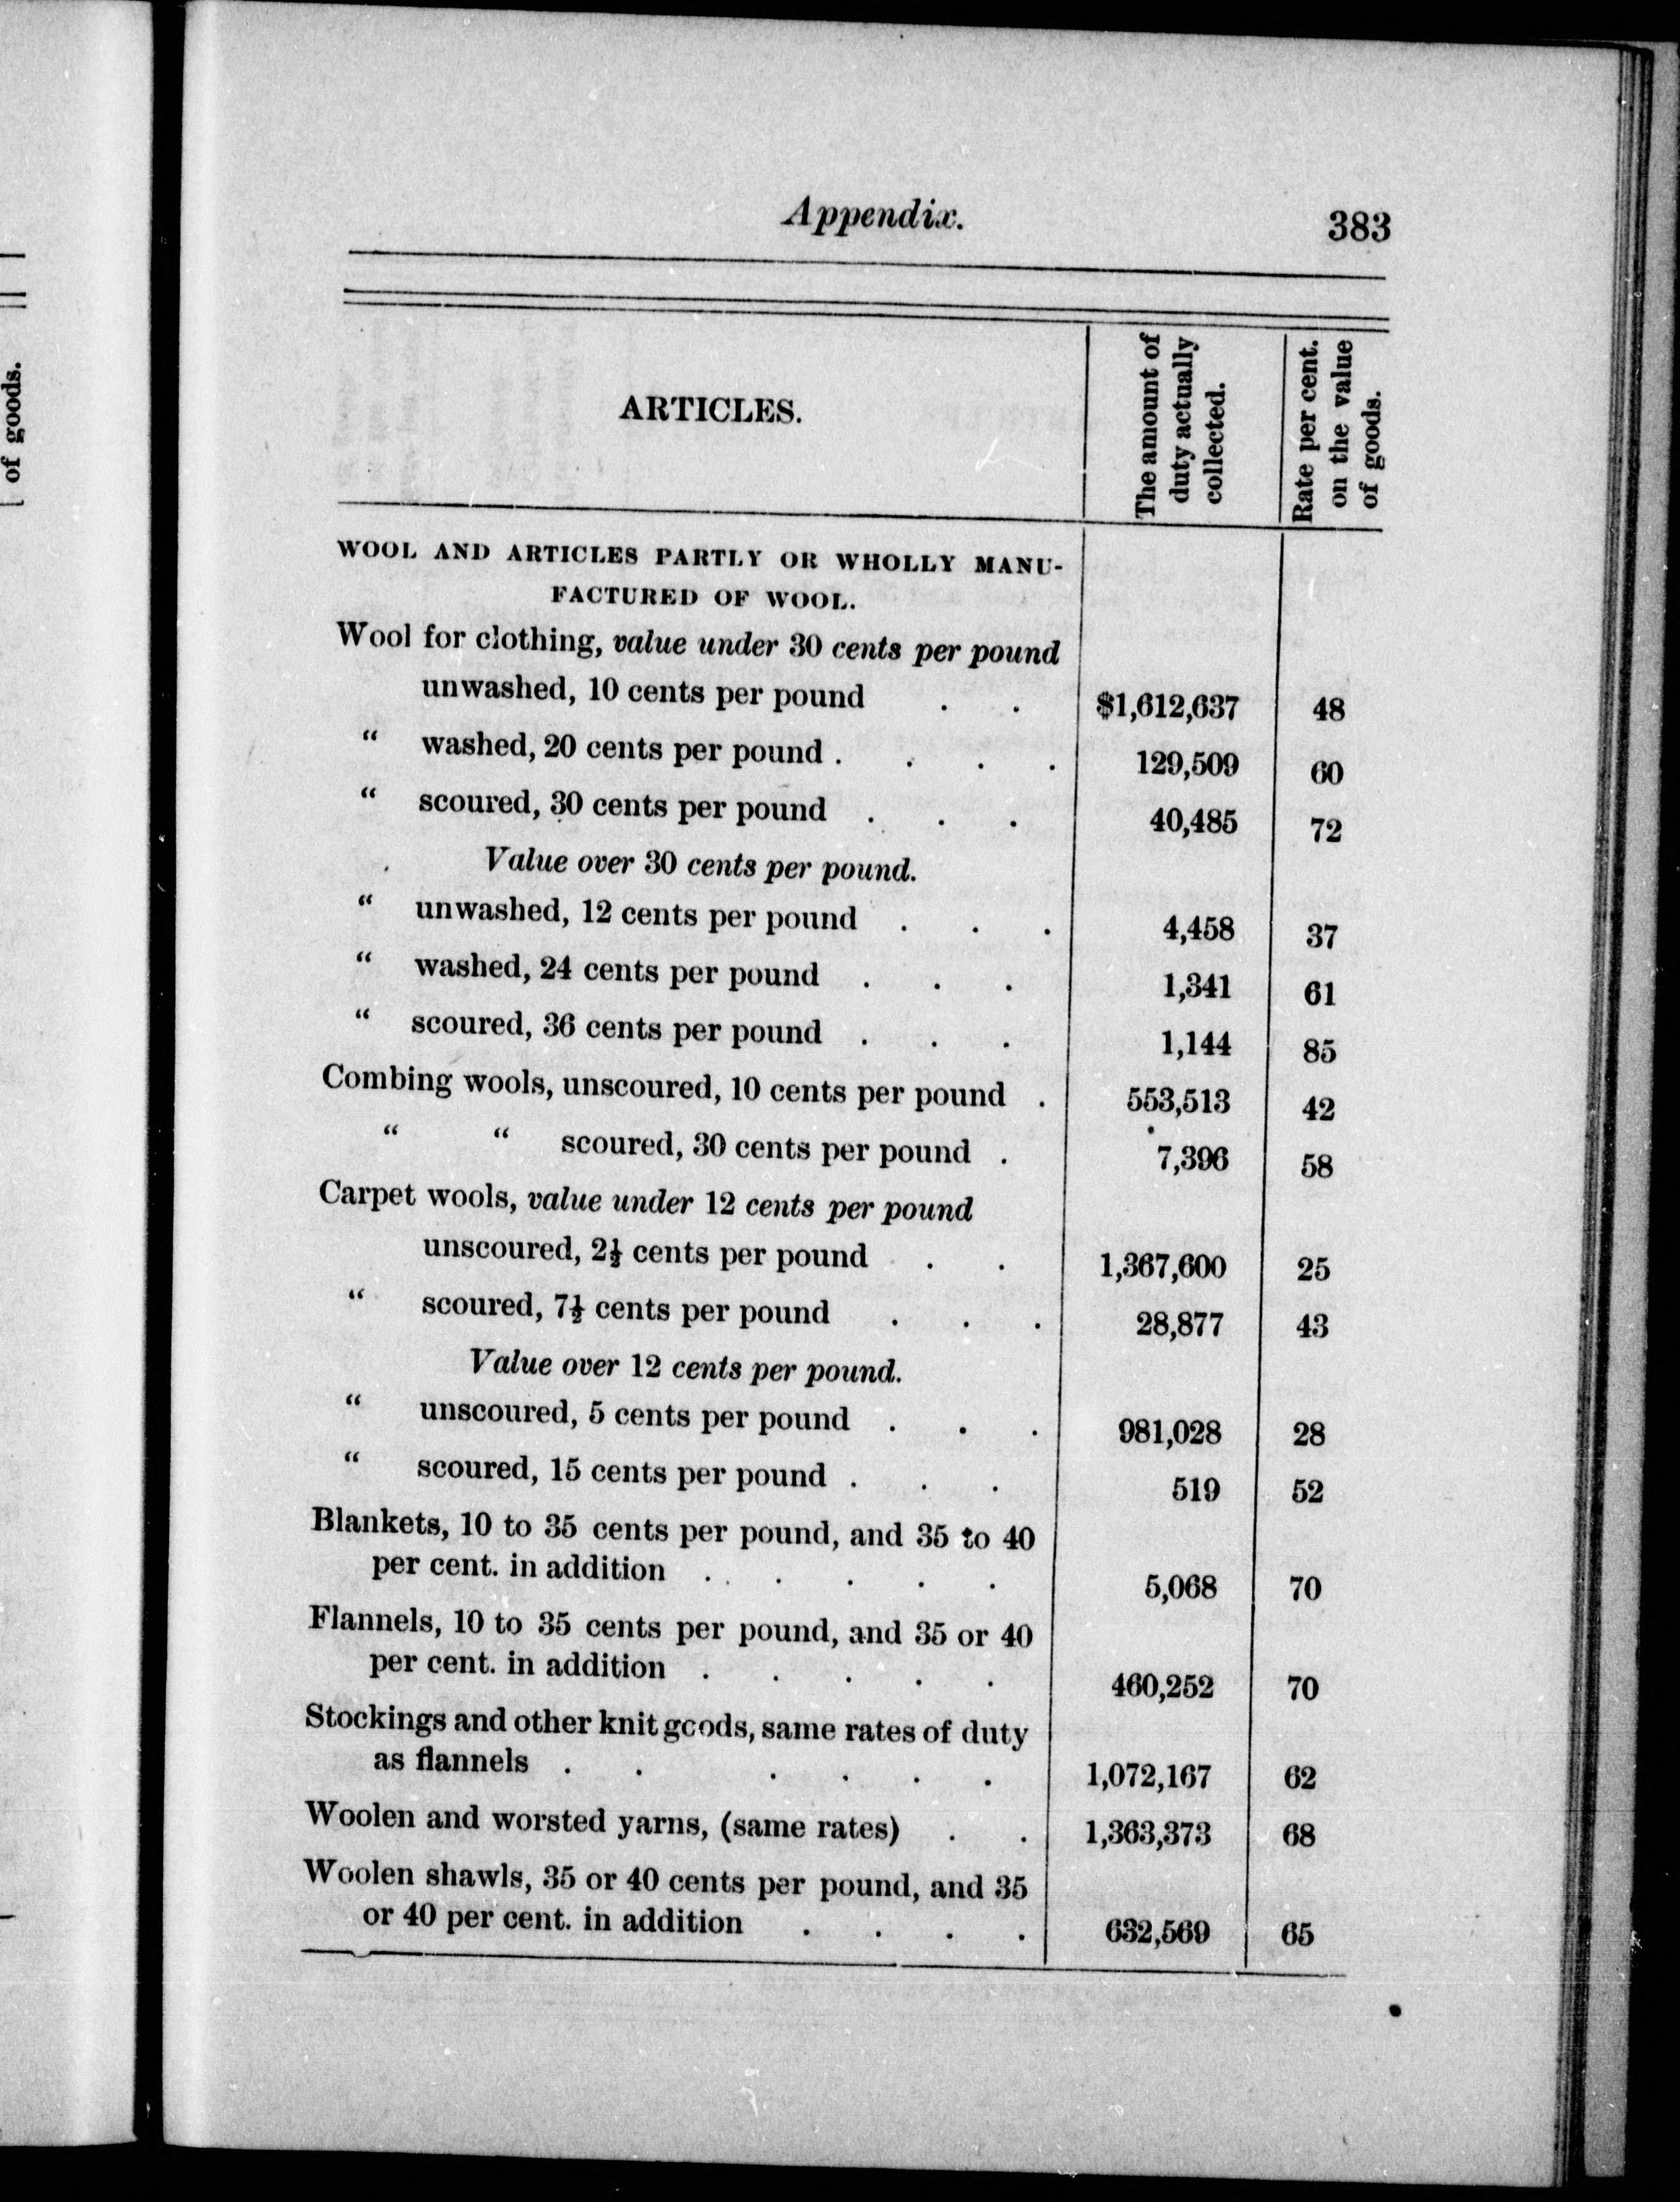 of goods.
Appendix. 383
ARTICLES.
The amount of
duty actually
collected.
Rate per cent.
on the value
of goods.
WOOL AND ARTICLES PARTLY OR WHOLLY MANU-
FACTURED OF WOOL.
Wool for clothing, value under 30 cents per pound
unwashed, 10 cents per pound . . $1,612,637 48
“ washed, 20 cents per pound . . . . 129,509 60
“ scoured, 30 cents per pound . . . 40,485 72
Value over 30 cents per pound.
“ unwashed, 12 cents per pound . . . 4,458 37
“ washed, 24 cents per pound . . . 1,341 61
“ scoured, 36 cents per pound . . . 1,144 85
Combing wools, unscoured, 10 cents per pound . 553,513 42
“ “ scoured, 30 cents per pound . 7,396 58
Carpet wools, value under 12 cents per pound
unscoured, 2½ cents per pound . . 1,367,600 25
“ scoured, 7½ cents per pound . . . 28,877 43
Value over 12 cents per pound.
“ unscoured, 5 cents per pound . . . 981,028 28
“ scoured, 15 cents per pound . . . 519 52
Blankets, 10 to 35 cents per pound, and 35 to 40
per cent. in addition . . . . . 5,068 70
Flannels, 10 to 35 cents per pound, and 35 or 40
per cent. in addition . . . . . 460,252 70
Stockings and other knit goods, same rates of duty
as flannels . . . . . . 1,072,167 62
Woolen and worsted yarns, (same rates) . . 1,363,373 68
Woolen shawls, 35 or 40 cents per pound, and 35
or 40 per cent. in addition . . . . 632,569 65